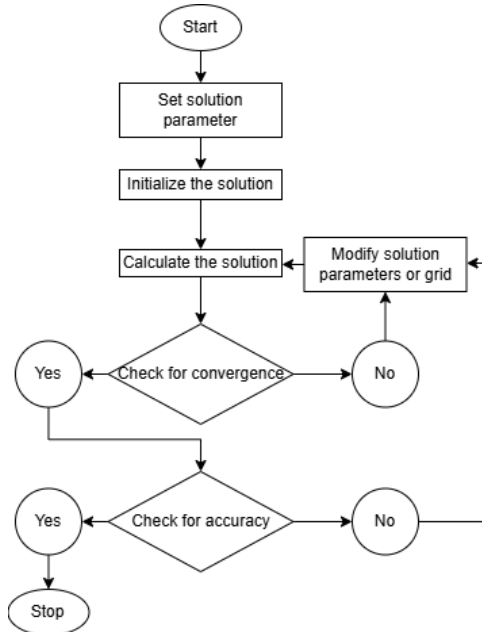 Start
Set solution
parameter
Initialize the solution
Calculate the solution
Modify solution
parameters or grid
Yes
Check for convergence
No
Yes
Check for accuracy
No
Stop